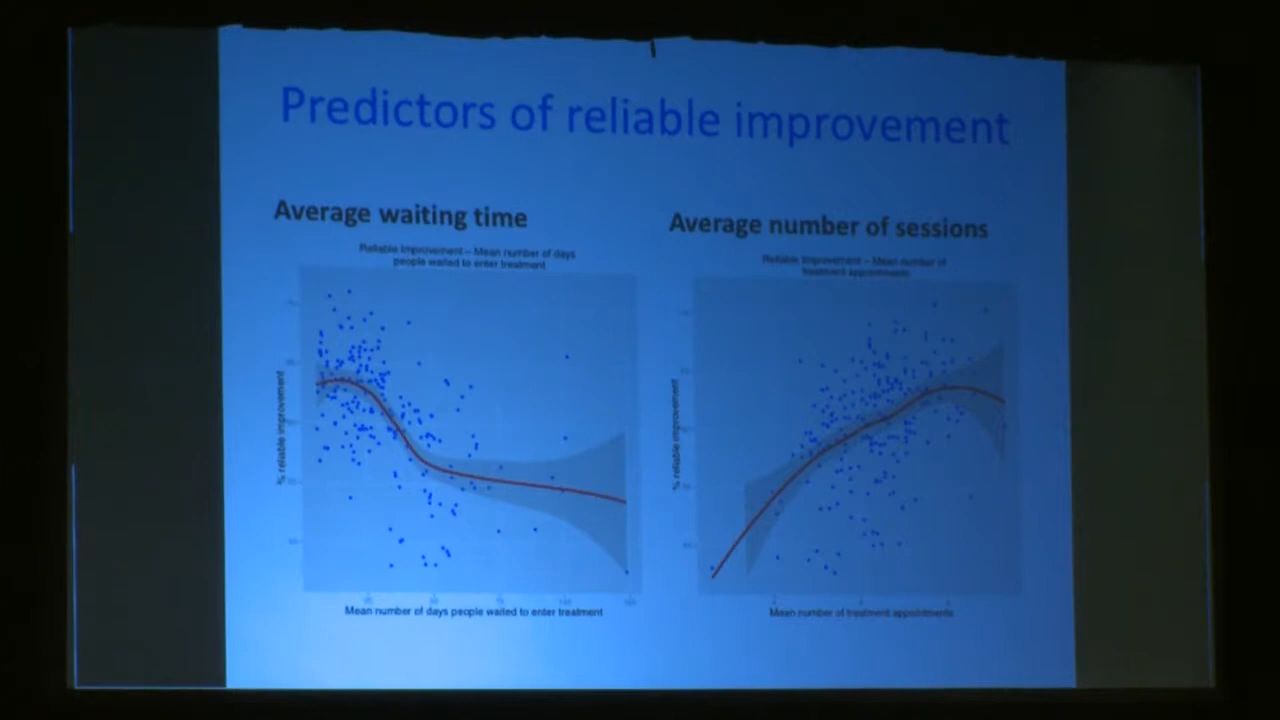 Predictors of reliable improvement
Average waiting time
Reliable Improvement – Mean number of days
people waited to enter treatment
% reliable improvement
Mean number of days people waited to enter treatment
Average number of sessions
Reliable Improvement – Mean number of
treatment appointments
% reliable improvement
Mean number of treatment appointments